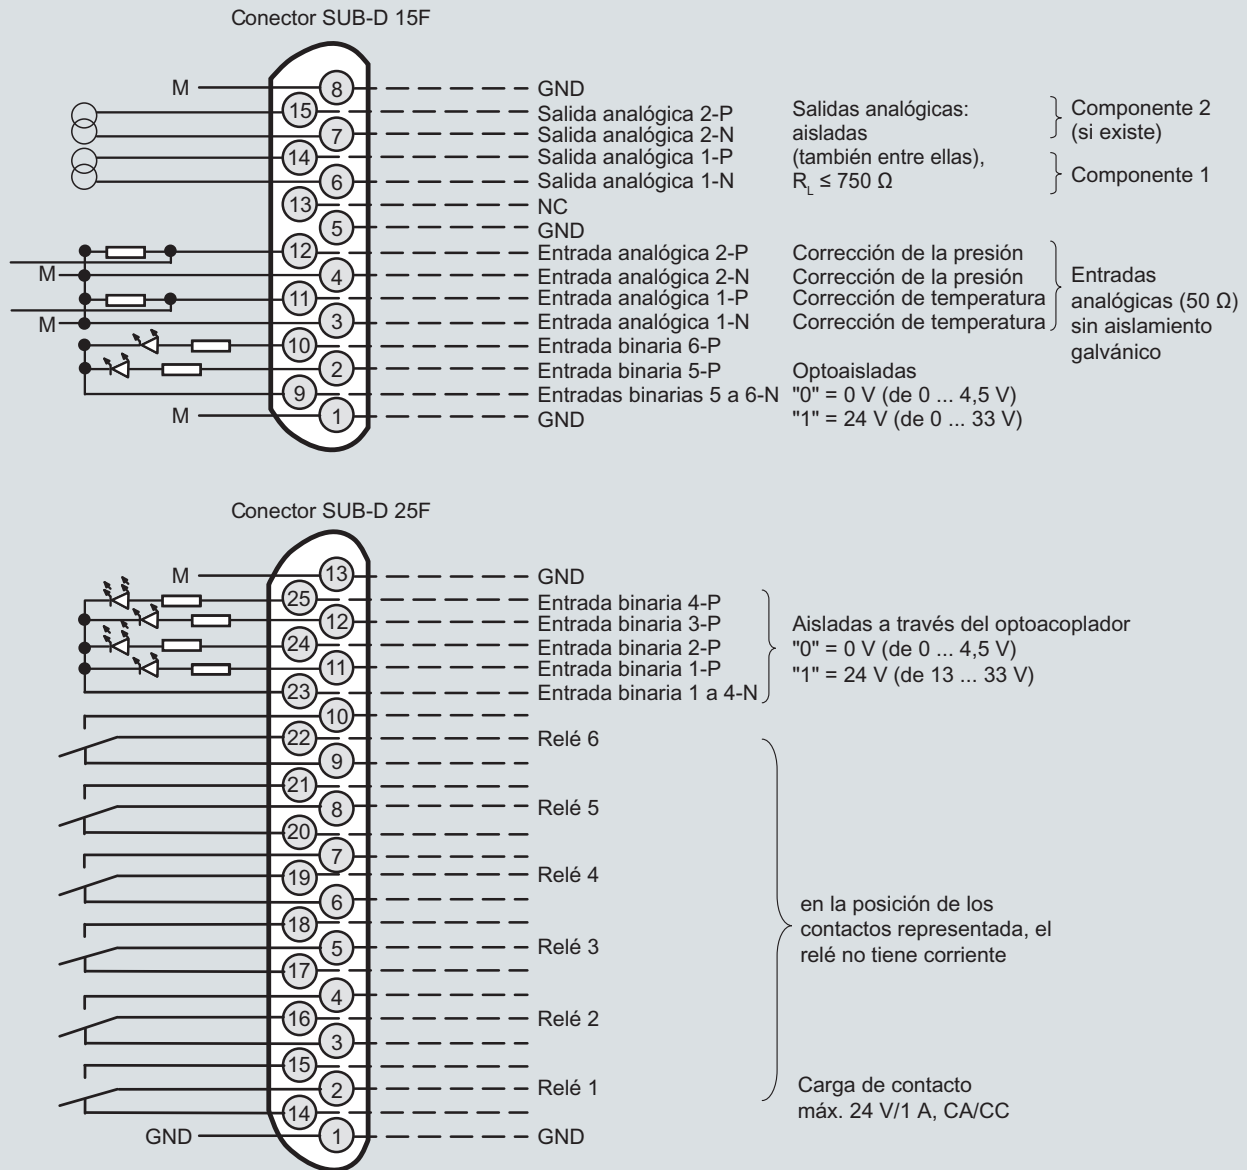 Conector SUB-D 15F
M 8 GND
15 Salida analógica 2-P Salidas analógicas: Componente 2
7 Salida analógica 2-N aisladas (si existe)
14 Salida analógica 1-P (también entre ellas),
6 Salida analógica 1-N R_L ≤ 750 Ω Componente 1
13 NC
5 GND
12 Entrada analógica 2-P Corrección de la presión
M 4 Entrada analógica 2-N Corrección de la presión Entradas
11 Entrada analógica 1-P Corrección de temperatura analógicas (50 Ω)
M 3 Entrada analógica 1-N Corrección de temperatura sin aislamiento
10 Entrada binaria 6-P galvánico
2 Entrada binaria 5-P Optoaisladas
9 Entradas binarias 5 a 6-N "0" = 0 V (de 0 ... 4,5 V)
M 1 GND "1" = 24 V (de 0 ... 33 V)
Conector SUB-D 25F
M 13 GND
25 Entrada binaria 4-P
12 Entrada binaria 3-P Aisladas a través del optoacoplador
24 Entrada binaria 2-P "0" = 0 V (de 0 ... 4,5 V)
11 Entrada binaria 1-P "1" = 24 V (de 13 ... 33 V)
23 Entrada binaria 1 a 4-N
10
22 Relé 6
9
21
8 Relé 5
20
7
19 Relé 4
6
18
5 Relé 3
17
en la posición de los
contactos representada, el
relé no tiene corriente
4
16 Relé 2
3
15
2 Relé 1 Carga de contacto
14 máx. 24 V/1 A, CA/CC
GND 1 GND